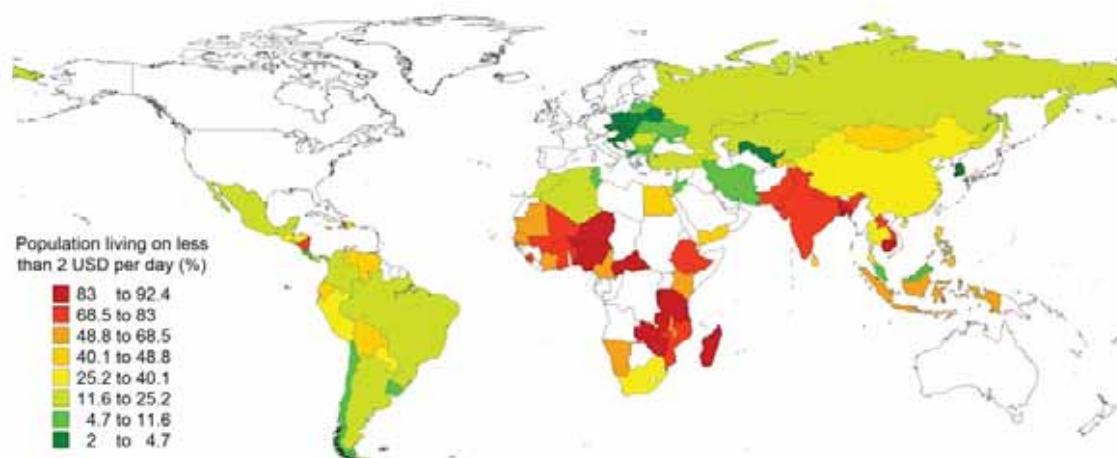 Population living on less
than 2 USD per day (%)
83 to 92.4
68.5 to 83
48.8 to 68.5
40.1 to 48.8
25.2 to 40.1
11.6 to 25.2
4.7 to 11.6
2 to 4.7